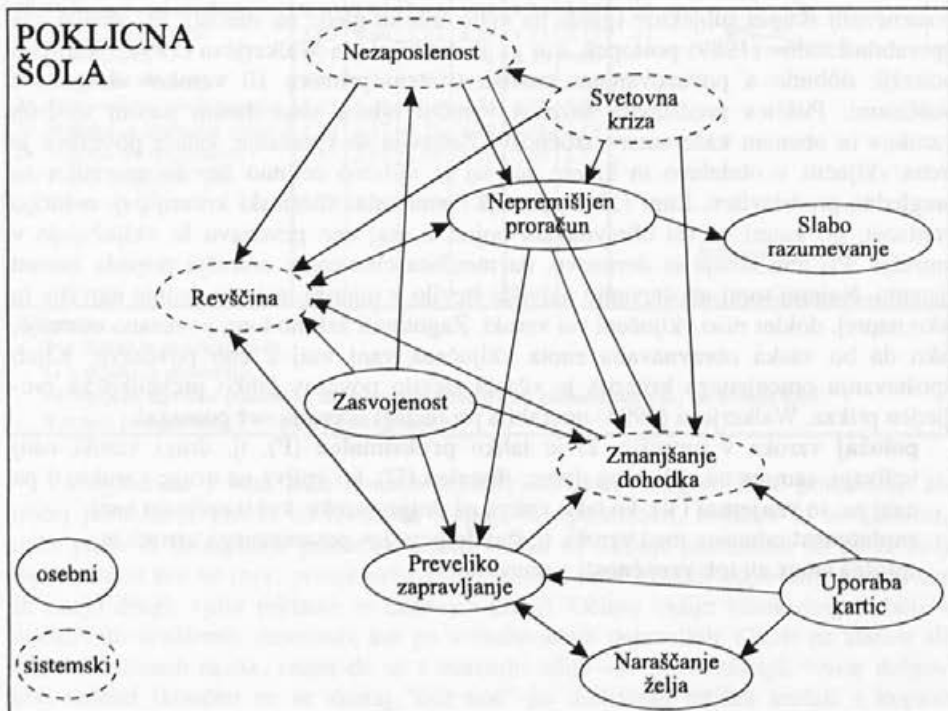 POKLICNA
ŠOLA
Nezaposlenost
Svetovna
kriza
Nepremišljen
proračun
Slabo
razpoloženje
Revščina
Zasvojenost
Zmanjšanje
dohodka
Preveliko
zapravljanje
Uporaba
kartic
Naraščanje
želja
osebni
sistemski